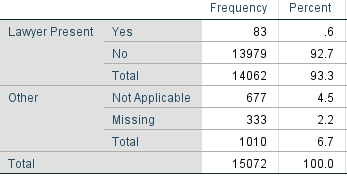 Frequency Percent
Lawyer Present Yes 83 .6
No 13979 92.7
Total 14062 93.3
Other Not Applicable 677 4.5
Missing 333 2.2
Total 1010 6.7
Total 15072 100.0